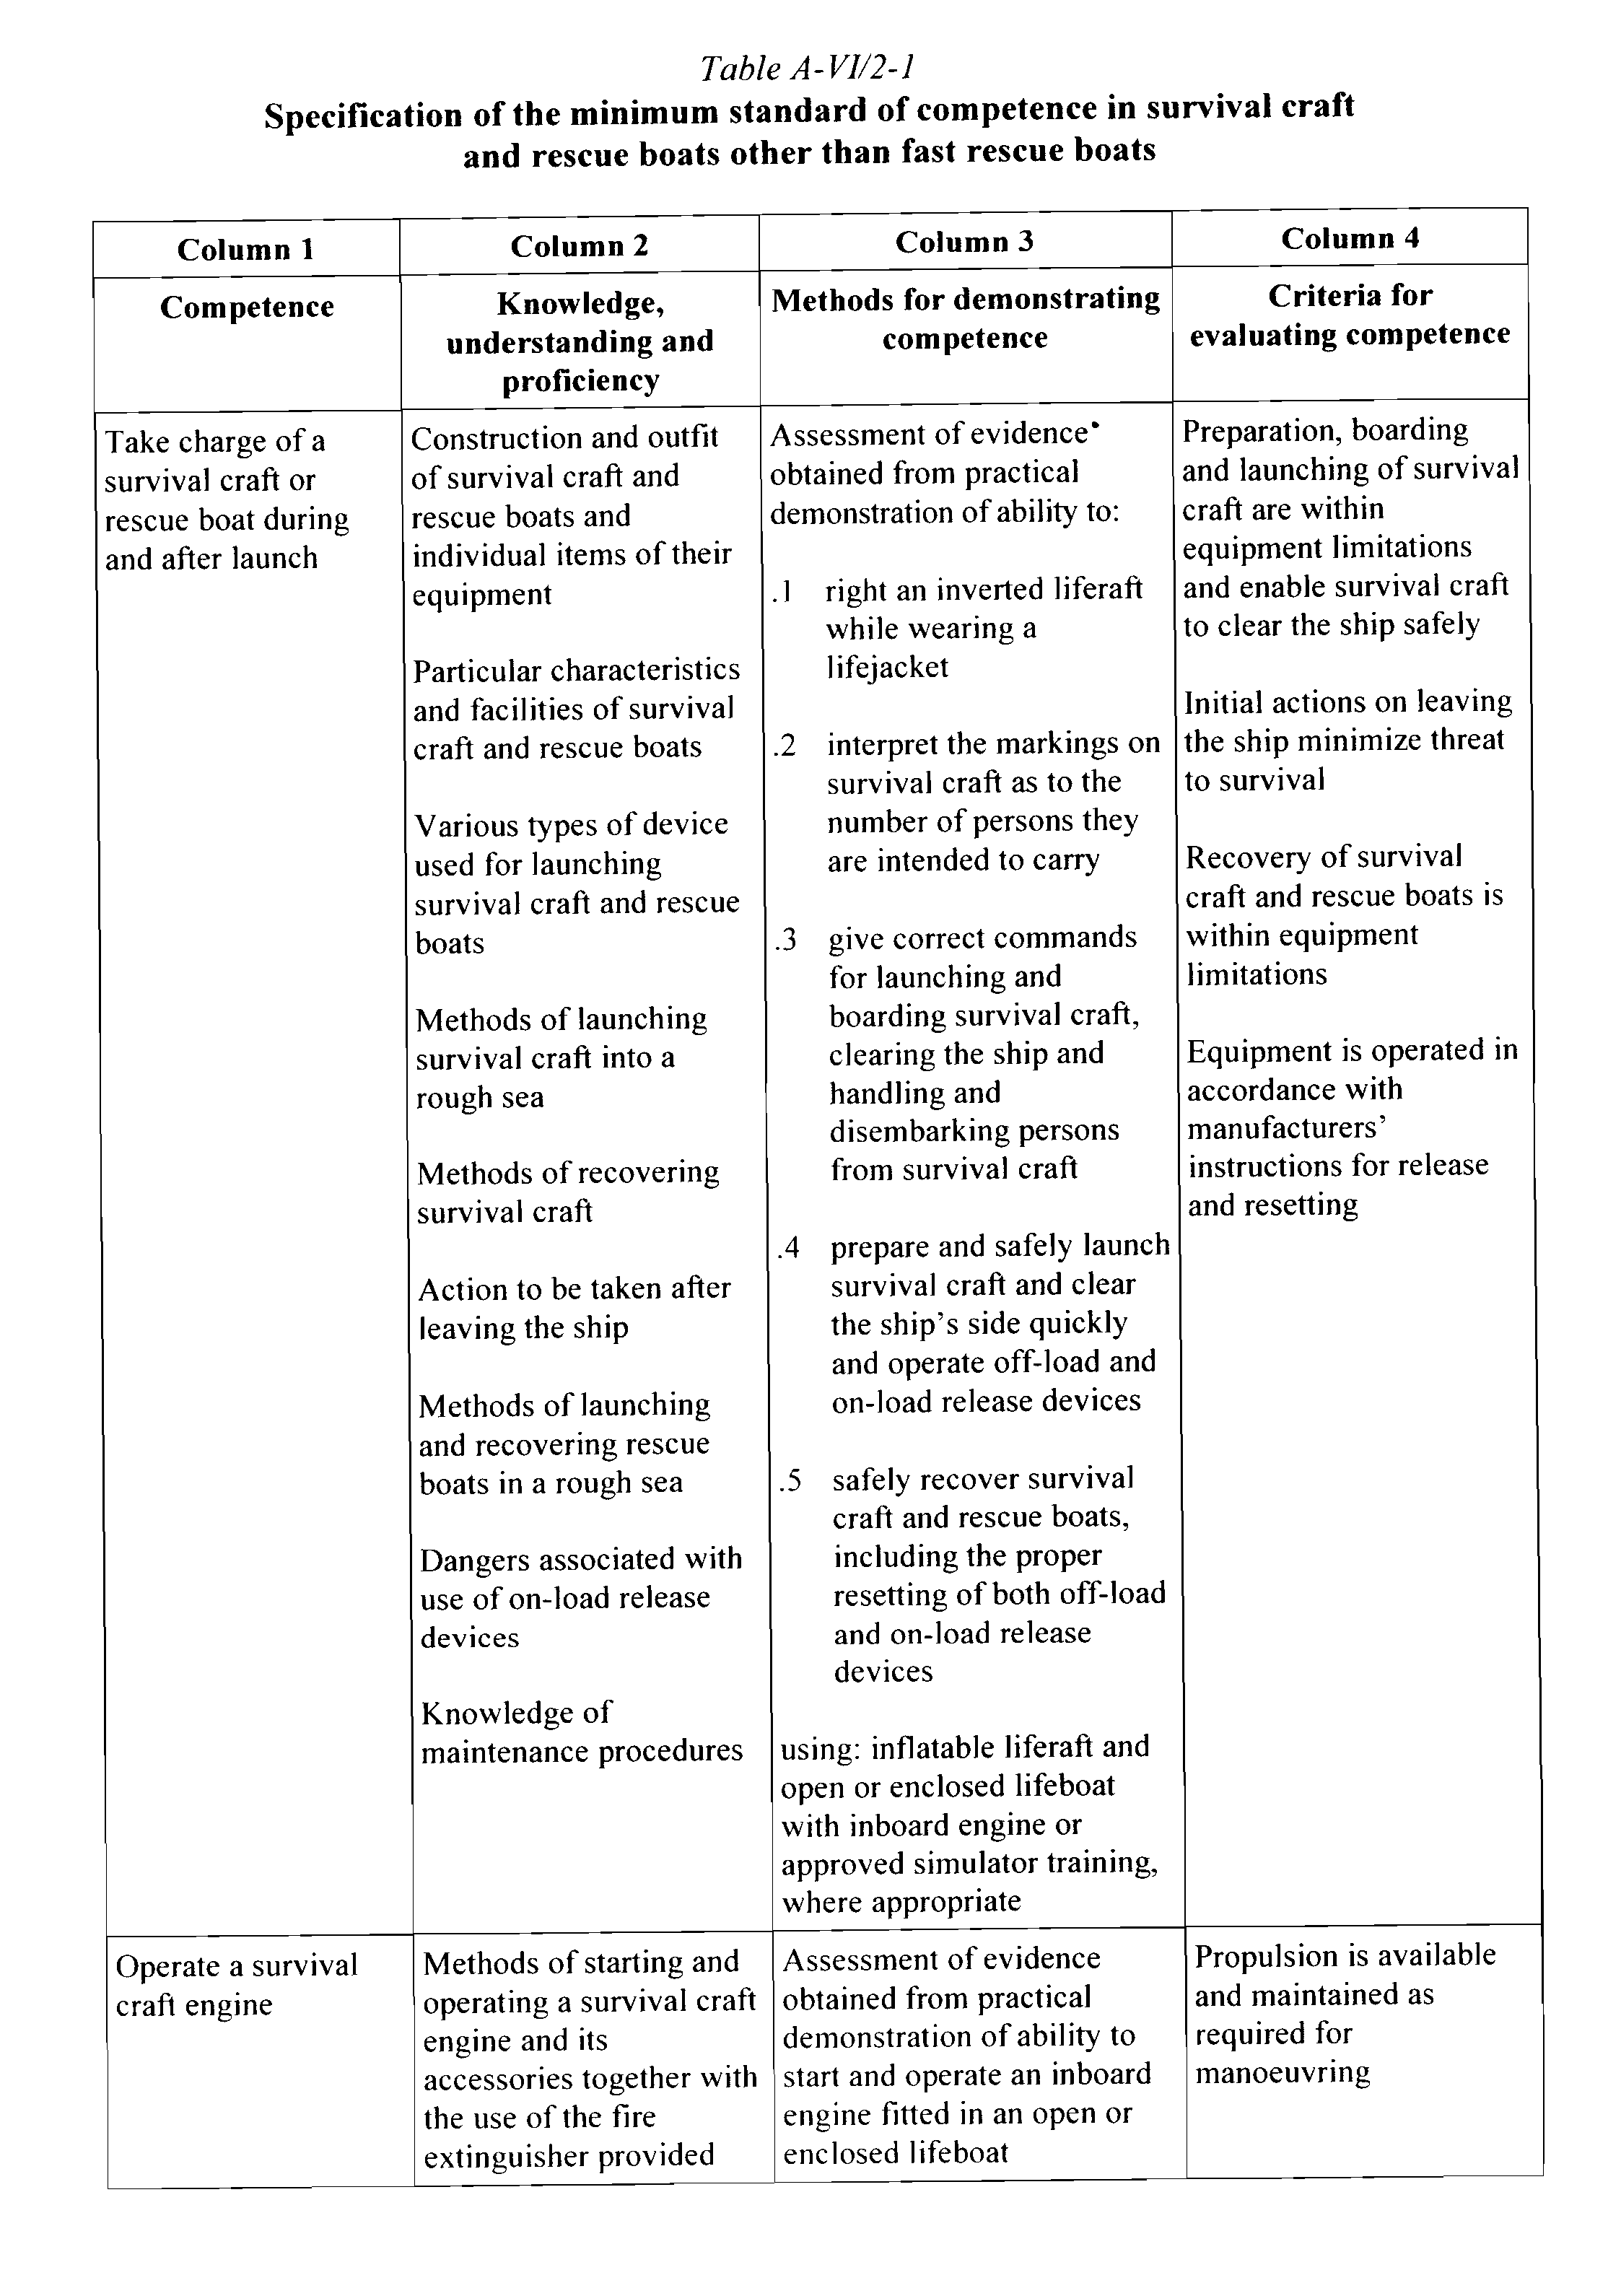 Table A-VI/2-1
Specification of the minimum standard of competence in survival craft
and rescue boats other than fast rescue boats
Column 1
Column 2
Column 3
Column 4
Competence
Knowledge,
understanding and
proficiency
Methods for demonstrating
competence
Criteria for
evaluating competence
Take charge of a
survival craft or
rescue boat during
and after launch
Construction and outfit
of survival craft and
rescue boats and
individual items of their
equipment
Particular characteristics
and facilities of survival
craft and rescue boats
Various types of device
used for launching
survival craft and rescue
boats
Methods of launching
survival craft into a
rough sea
Methods of recovering
survival craft
Action to be taken after
leaving the ship
Methods of launching
and recovering rescue
boats in a rough sea
Dangers associated with
use of on-load release
devices
Knowledge of
maintenance procedures
Assessment of evidence*
obtained from practical
demonstration of ability to:
.1 right an inverted liferaft
while wearing a
lifejacket
.2 interpret the markings on
survival craft as to the
number of persons they
are intended to carry
.3 give correct commands
for launching and
boarding survival craft,
clearing the ship and
handling and
disembarking persons
from survival craft
.4 prepare and safely launch
survival craft and clear
the ship's side quickly
and operate off-load and
on-load release devices
.5 safely recover survival
craft and rescue boats,
including the proper
resetting of both off-load
and on-load release
devices
using: inflatable liferaft and
open or enclosed lifeboat
with inboard engine or
approved simulator training,
where appropriate
Preparation, boarding
and launching of survival
craft are within
equipment limitations
and enable survival craft
to clear the ship safely
Initial actions on leaving
the ship minimize threat
to survival
Recovery of survival
craft and rescue boats is
within equipment
limitations
Equipment is operated in
accordance with
manufacturers'
instructions for release
and resetting
Operate a survival
craft engine
Methods of starting and
operating a survival craft
engine and its
accessories together with
the use of the fire
extinguisher provided
Assessment of evidence
obtained from practical
demonstration of ability to
start and operate an inboard
engine fitted in an open or
enclosed lifeboat
Propulsion is available
and maintained as
required for
manoeuvring